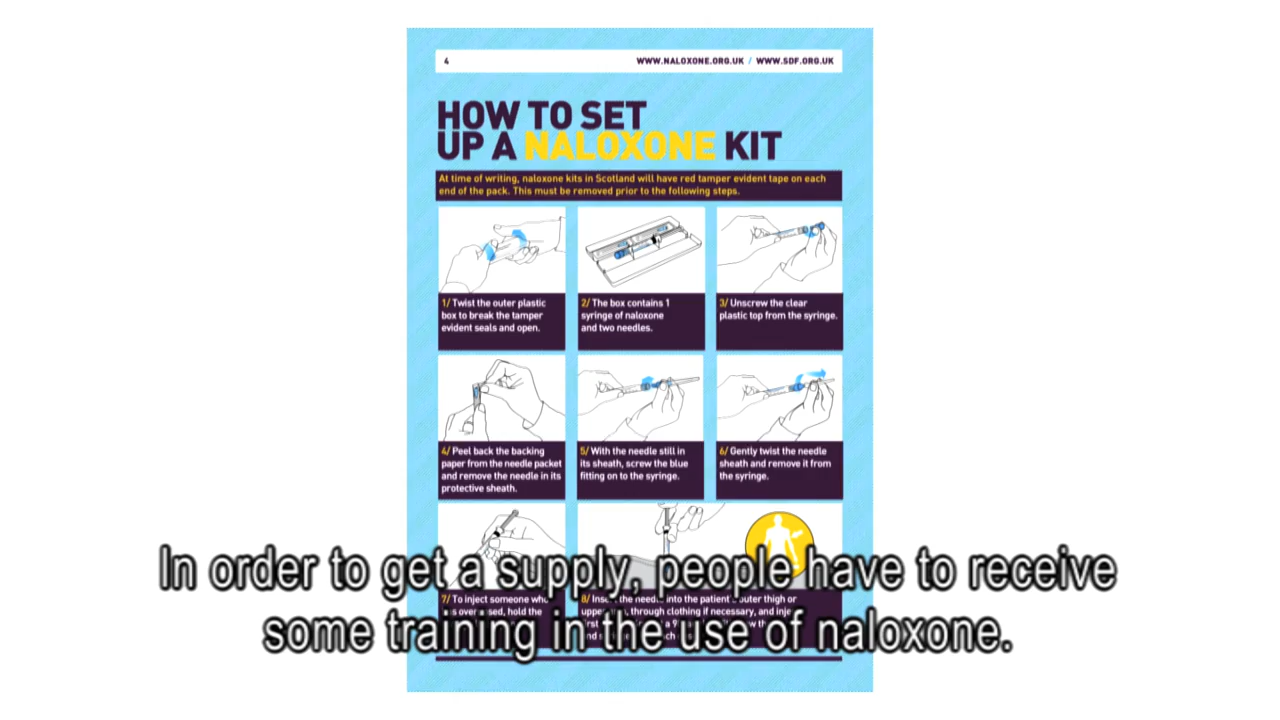 4
WWW.NALOXONE.ORG.UK / WWW.SDF.ORG.UK
HOW TO SET
UP A NALOXONE KIT
At time of writing, naloxone kits in Scotland will have red tamper evident tape on each
end of the pack. This must be removed prior to the following steps.
1/ Twist the outer plastic
box to break the tamper
evident seals and open.
2/ The box contains 1
syringe of naloxone
and two needles.
3/ Unscrew the clear
plastic top from the syringe.
4/ Peel back the backing
paper from the needle packet
and remove the needle in its
protective sheath.
5/ With the needle still in
its sheath, screw the blue
fitting on to the syringe.
6/ Gently twist the needle
sheath and remove it from
the syringe.
7/ To inject someone who
hold the
8/ the needle into the patient outer thigh or
through clothing if necessary, and
In order to get a supply, people have to receive
some training in the use of naloxone.